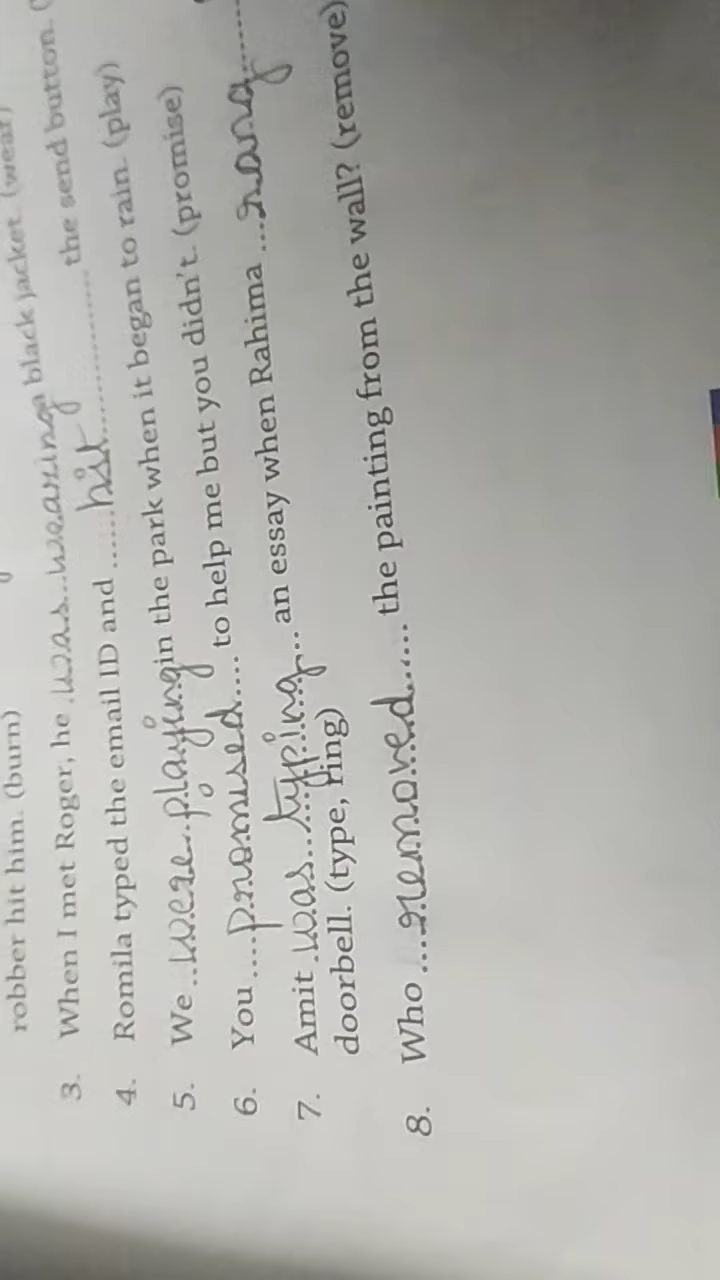 robber hit him. (burn)
3. When I met Roger, he was wearing a black jacket. (wear)
4. Romila typed the email ID and ......hit.................. the send button. (
5. We ..were playing in the park when it began to rain. (play)
6. You ....promised.... to help me but you didn't. (promise)
7. Amit .was...typing... an essay when Rahima ...rang......
doorbell. (type, ring)
8. Who ....removed...... the painting from the wall? (remove)